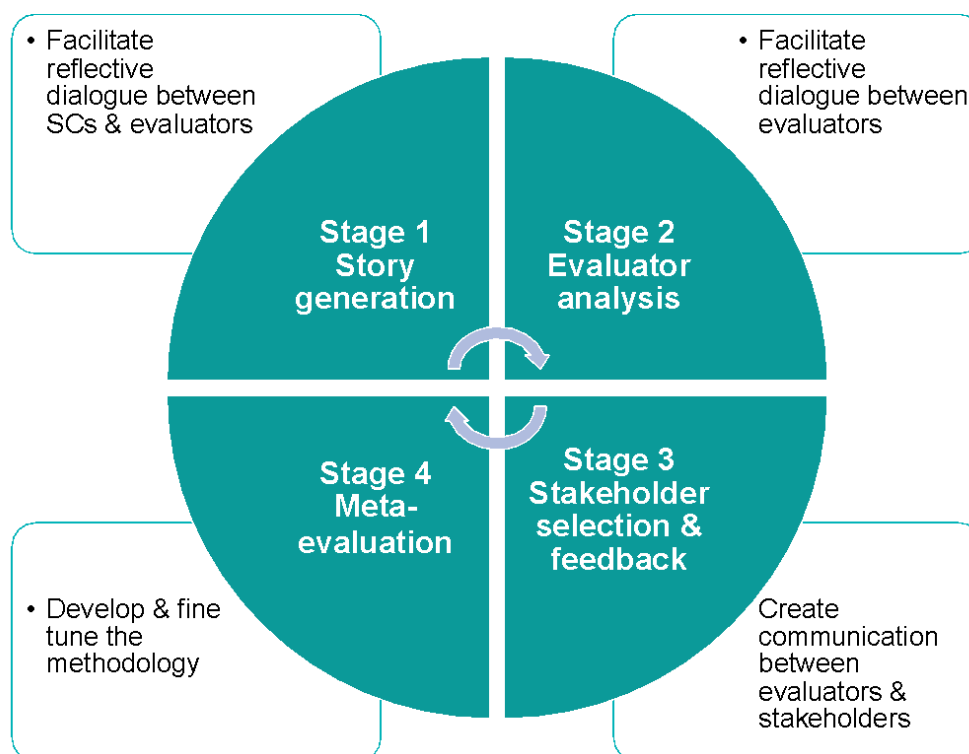 • Facilitate
reflective
dialogue between
SCs & evaluators
• Facilitate
reflective
dialogue between
evaluators
Stage 1
Story
generation
Stage 2
Evaluator
analysis
Stage 4
Meta-
evaluation
Stage 3
Stakeholder
selection &
feedback
• Develop & fine
tune the
methodology
Create
communication
between
evaluators &
stakeholders